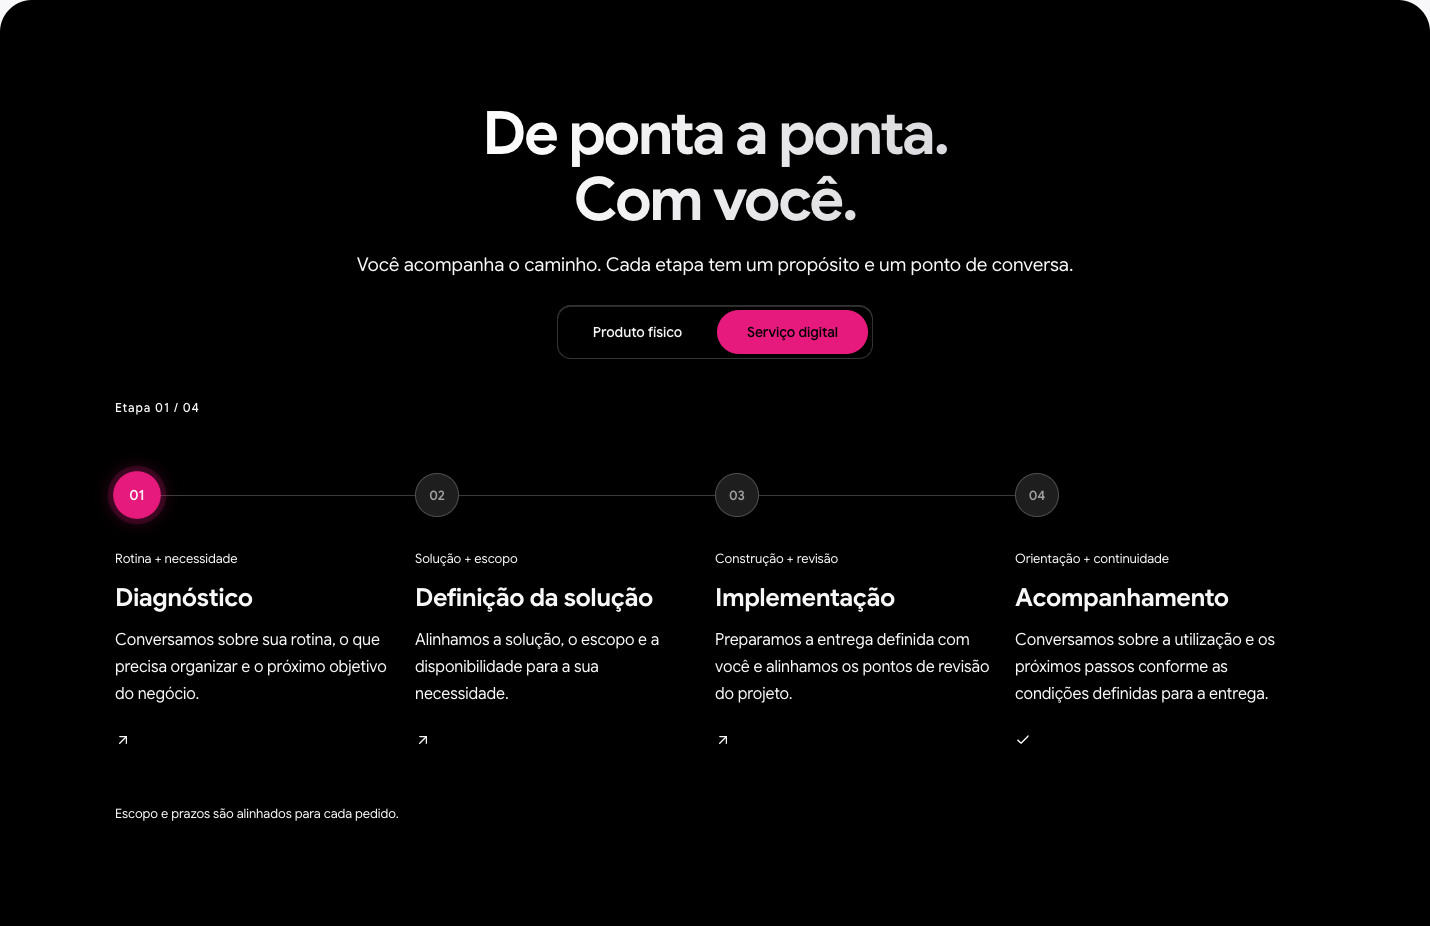 De ponta a ponta.
Com você.
Você acompanha o caminho. Cada etapa tem um propósito e um ponto de conversa.
Produto físico
Serviço digital
Etapa 01 / 04
01
02
03
04
Rotina + necessidade
Diagnóstico
Conversamos sobre sua rotina, o que
precisa organizar e o próximo objetivo
do negócio.
Solução + escopo
Definição da solução
Alinhamos a solução, o escopo e a
disponibilidade para a sua
necessidade.
Construção + revisão
Implementação
Preparamos a entrega definida com
você e alinhamos os pontos de revisão
do projeto.
Orientação + continuidade
Acompanhamento
Conversamos sobre a utilização e os
próximos passos conforme as
condições definidas para a entrega.
Escopo e prazos são alinhados para cada pedido.